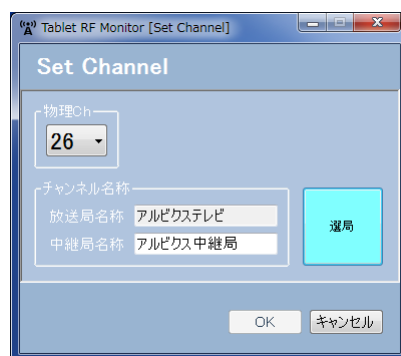 Tablet RF Monitor [Set Channel]
Set Channel
物理Ch
26
チャンネル名称
放送局名称 アルビクステレビ
中継局名称 アルビクス中継局
選局
OK キャンセル